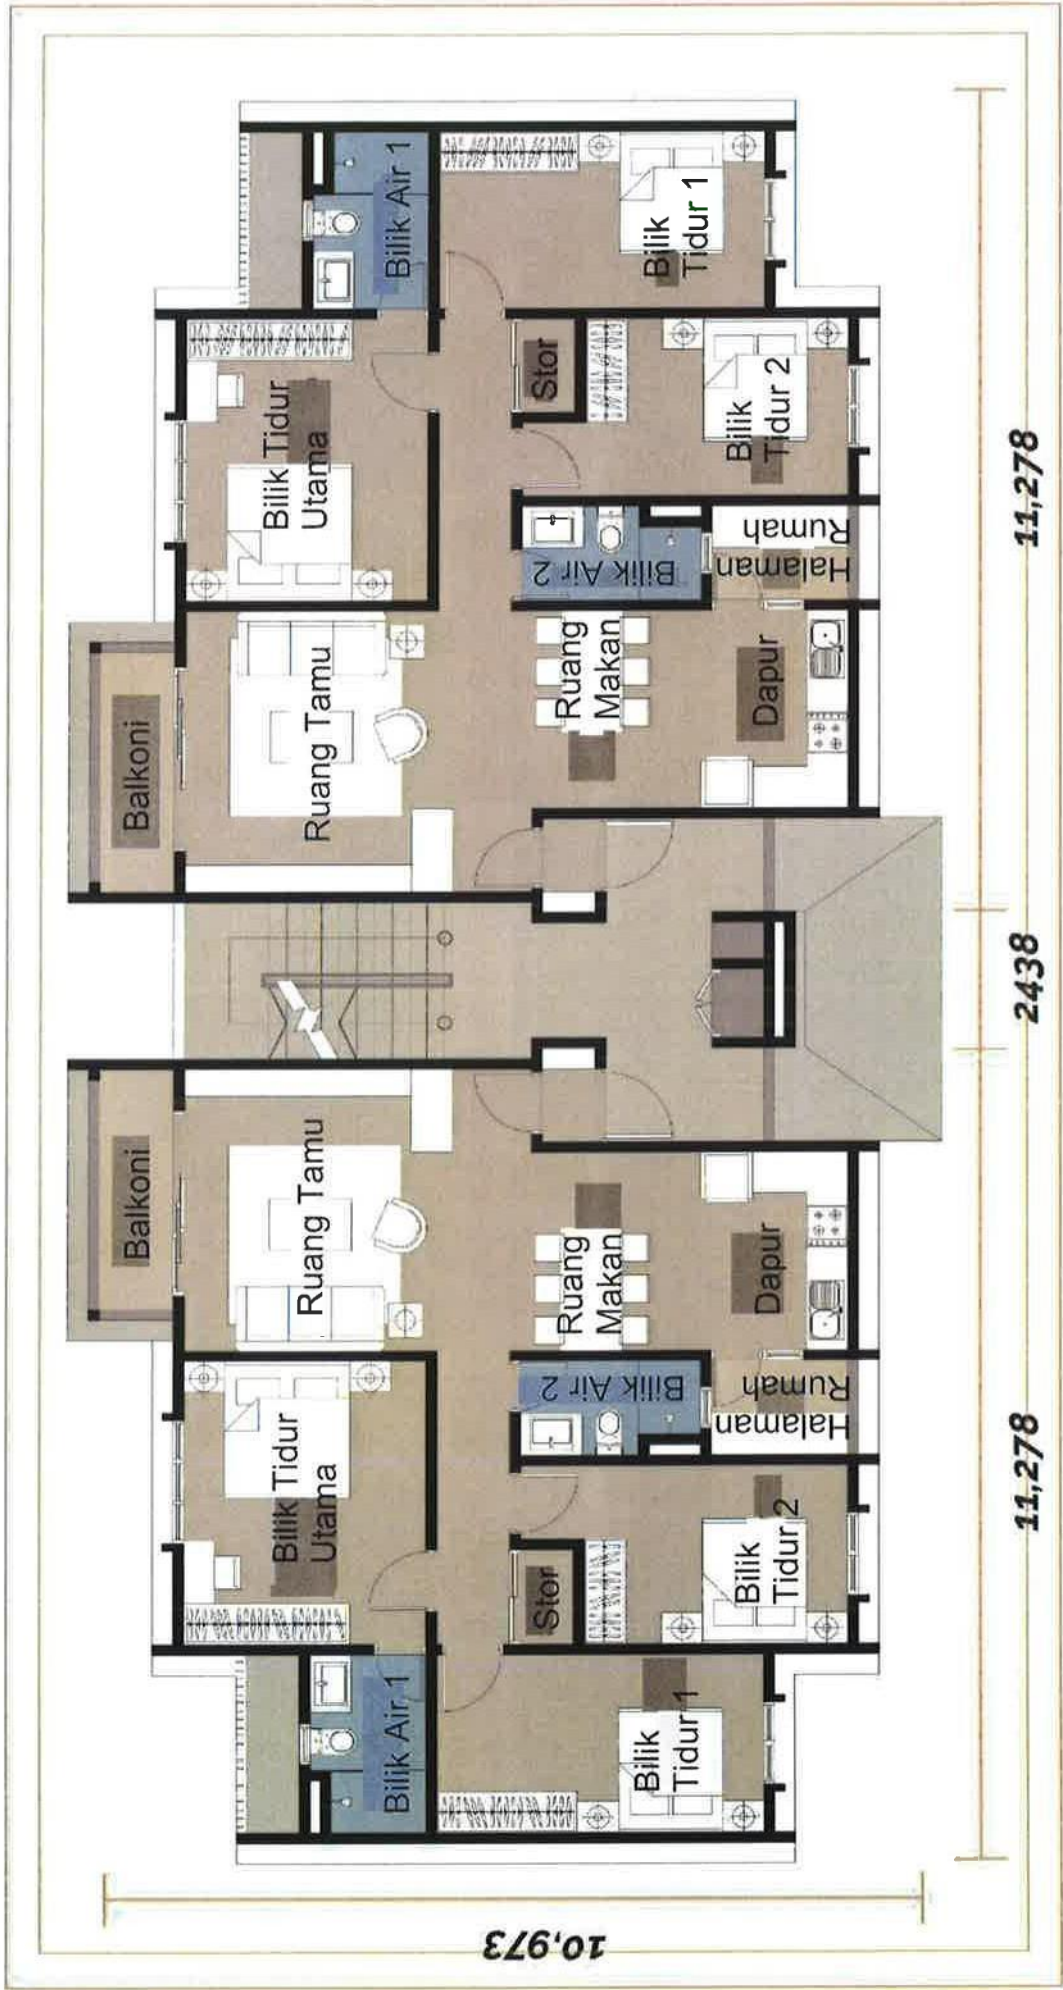 Balkoni
Balkoni
Bilik Air 1
Bilik Tidur
Utama
Ruang Tamu
Ruang Tamu
Bilik Tidur
Utama
Bilik Air 1
Bilik
Tidur 1
Stor
Bilik
Tidur 2
Bilik Air 2
Halaman
Rumah
Ruang
Makan
Dapur
Ruang
Makan
Dapur
Bilik Air 2
Halaman
Rumah
Stor
Bilik
Tidur 2
Bilik
Tidur 1
10,973
11,278
2438
11,278